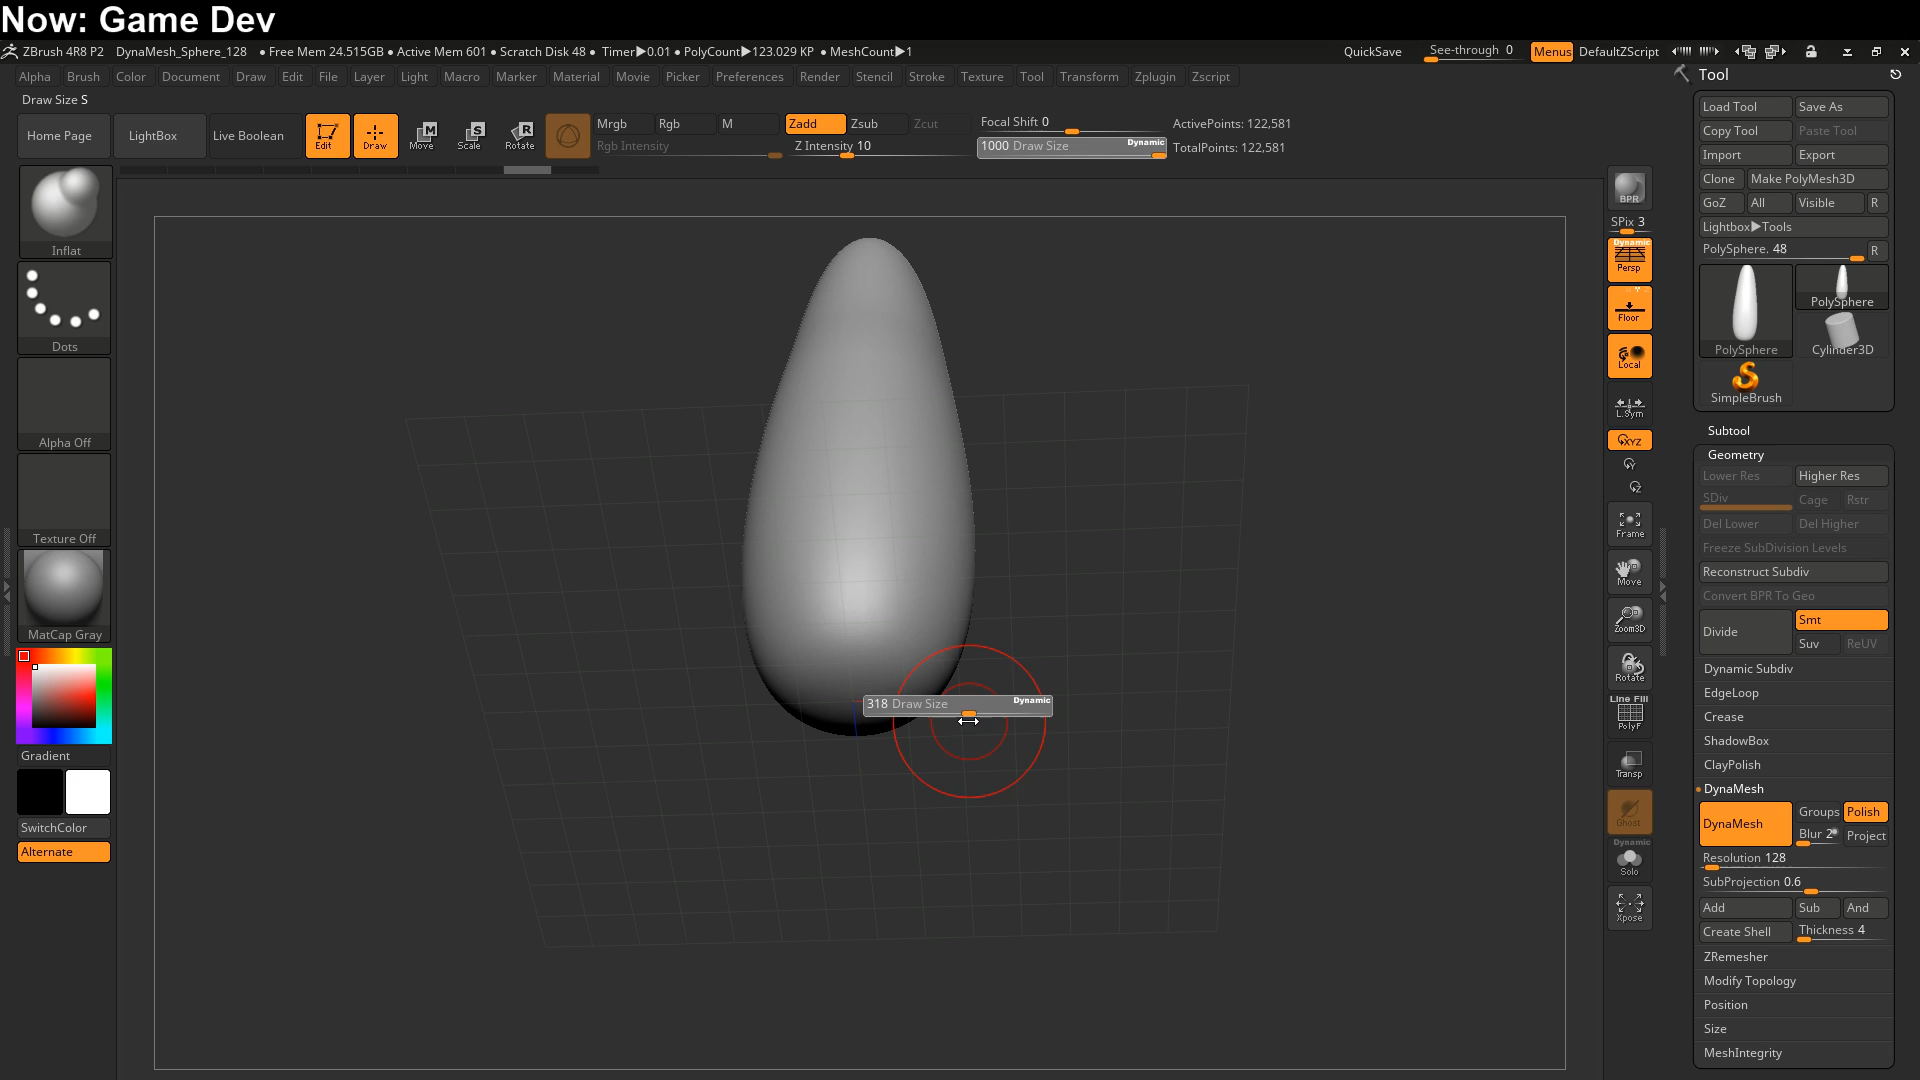 Now: Game Dev
ZBrush 4R8 P2 DynaMesh_Sphere_128 ● Free Mem 24.515GB ● Active Mem 601 ● Scratch Disk 48 ● Timer▶0.01 ● PolyCount▶123.029 KP ● MeshCount▶1 QuickSave See-through 0 Menus DefaultZScript
Alpha Brush Color Document Draw Edit File Layer Light Macro Marker Material Movie Picker Preferences Render Stencil Stroke Texture Tool Transform Zplugin Zscript
Draw Size S
Home Page LightBox Live Boolean Edit Draw Move Scale Rotate
M S R
Mrgb Rgb M Zadd Zsub Zcut
Rgb Intensity Z Intensity 10
Focal Shift 0
1000 Draw Size Dynamic
ActivePoints: 122,581
TotalPoints: 122,581
Inflat
Dots
Alpha Off
Texture Off
MatCap Gray
Gradient
SwitchColor
Alternate
318 Draw Size Dynamic
BPR
SPix 3
Dynamic
Persp
Floor
Local
L.Sym
XYZ
Y
Z
Frame
Move
Zoom3D
Rotate
Line Fill
PolyF
Transp
Ghost
Dynamic
Solo
Xpose
Tool
Load Tool Save As
Copy Tool Paste Tool
Import Export
Clone Make PolyMesh3D
GoZ All Visible R
Lightbox▶Tools
PolySphere. 48 R
PolySphere
PolySphere Cylinder3D
SimpleBrush
Subtool
Geometry
Lower Res Higher Res
SDiv Cage Rstr
Del Lower Del Higher
Freeze SubDivision Levels
Reconstruct Subdiv
Convert BPR To Geo
Divide Smt
Suv ReUV
Dynamic Subdiv
EdgeLoop
Crease
ShadowBox
ClayPolish
DynaMesh
DynaMesh Groups Polish
Blur 2 Project
Resolution 128
SubProjection 0.6
Add Sub And
Create Shell Thickness 4
ZRemesher
Modify Topology
Position
Size
MeshIntegrity